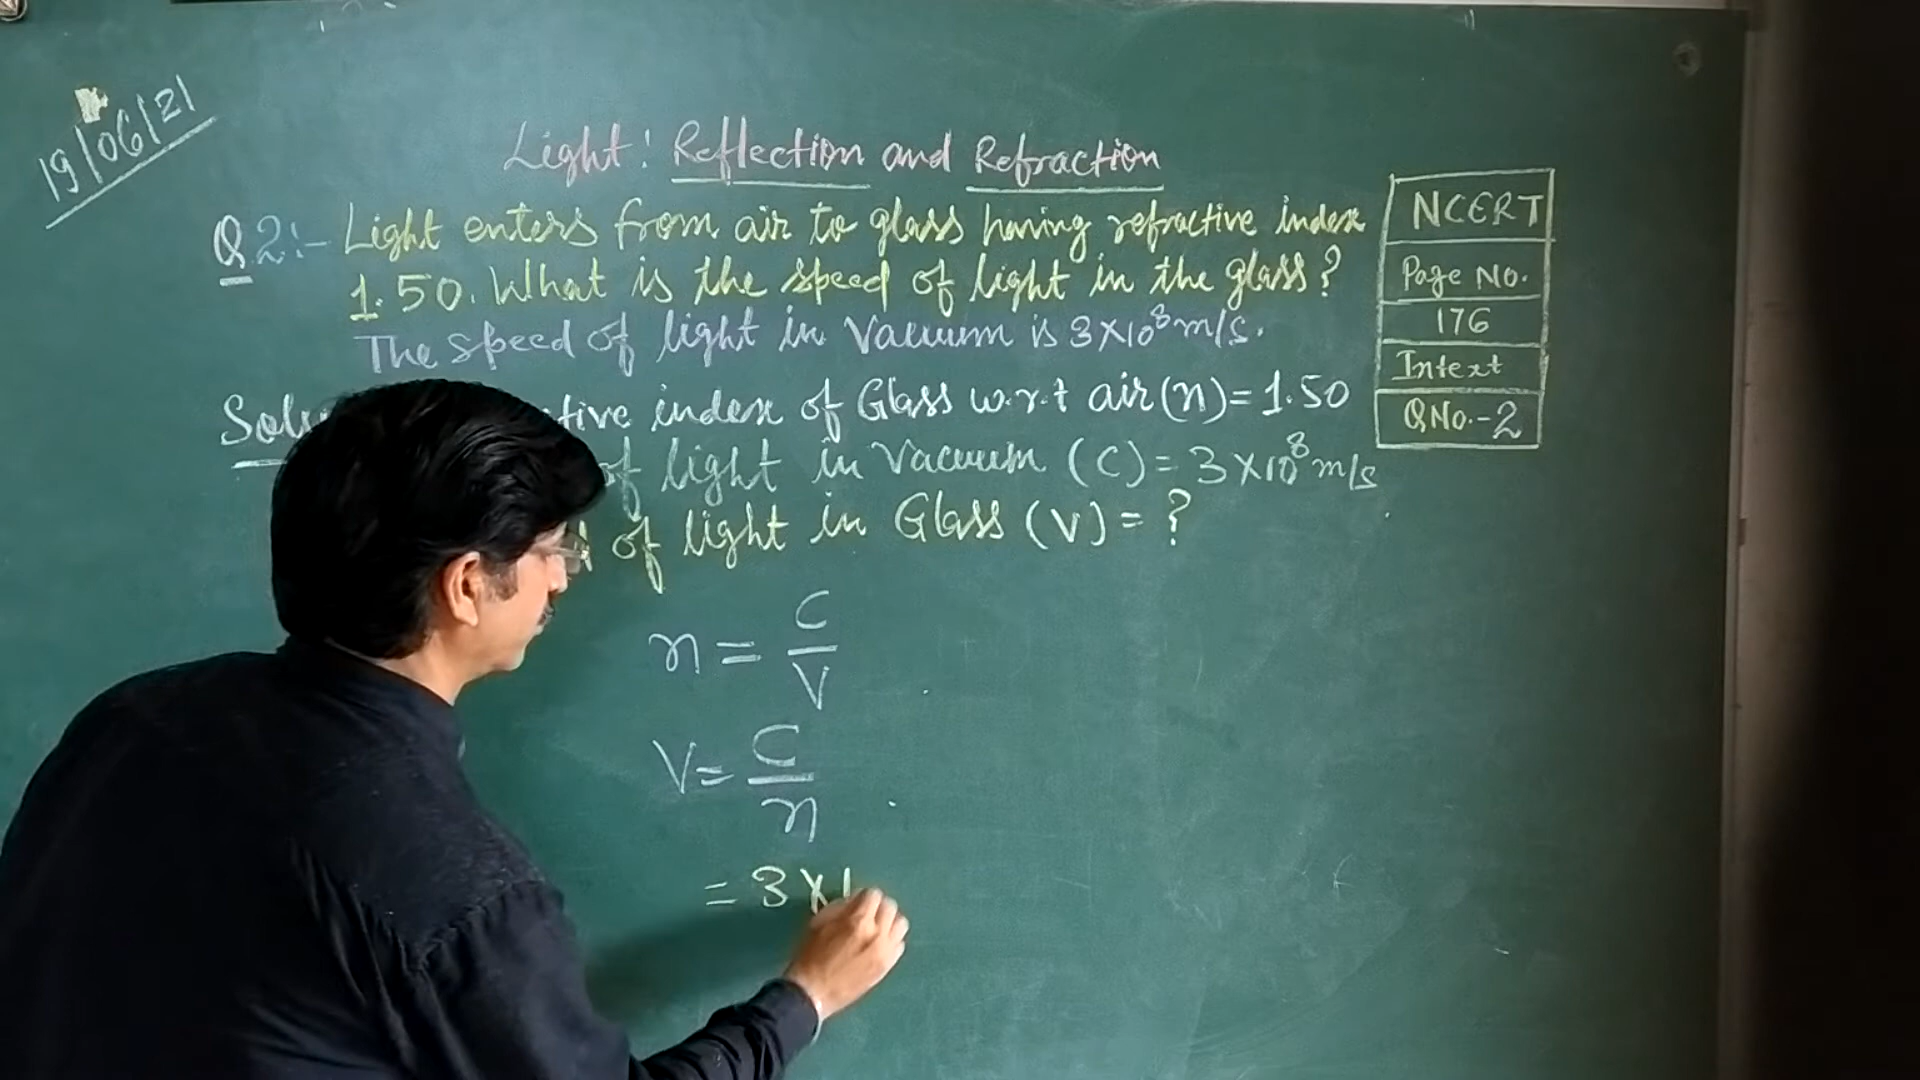 19/06/21
Light: Reflection and Refraction
Q2:- Light enters from air to glass having refractive index
1.50. What is the speed of light in the glass?
The speed of light in Vacuum is 3×10⁸m/s.
NCERT
Page No.
176
Intext
QNo.-2
Solu tive index of Glass w.r.t air (n) = 1.50
of light in Vacuum (C) = 3×10⁸ m/s
d of light in Glass (V) = ?
n = C/V
V = C/n
= 3×1